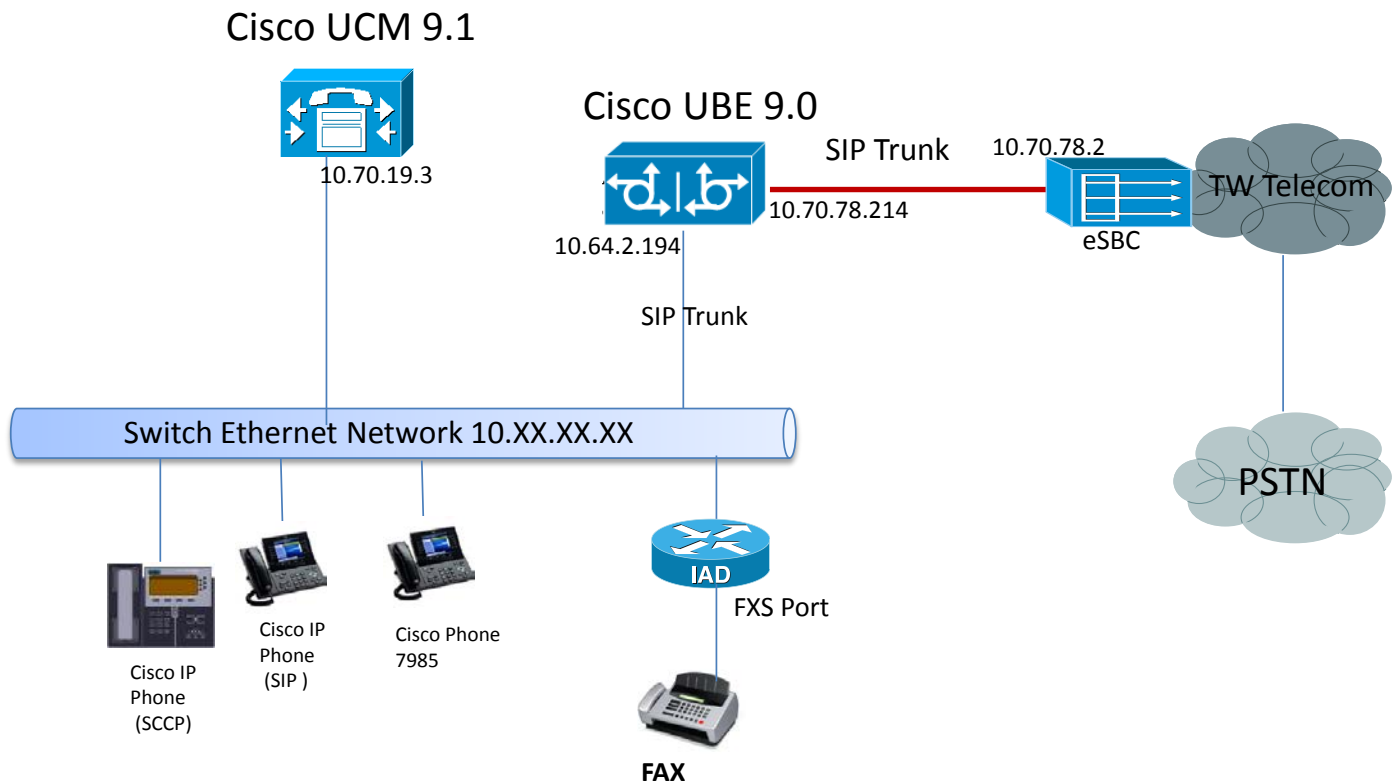 Cisco UCM 9.1
10.70.19.3
Cisco UBE 9.0
10.64.2.194
SIP Trunk
10.70.78.214
10.70.78.2
eSBC
TW Telecom
SIP Trunk
Switch Ethernet Network 10.XX.XX.XX
PSTN
Cisco IP
Phone
(SCCP)
Cisco IP
Phone
(SIP )
Cisco Phone
7985
IAD
FXS Port
FAX